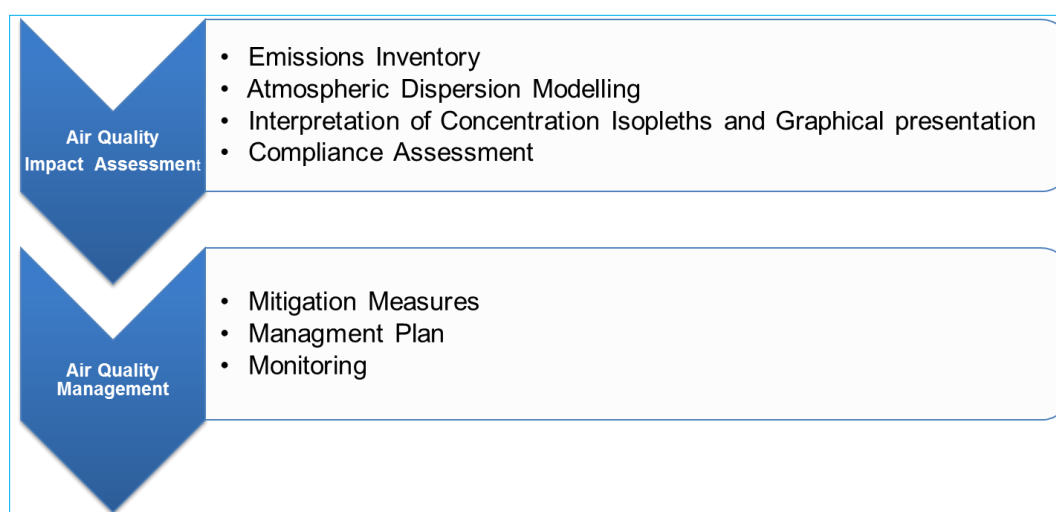 Air Quality
Impact Assessment
• Emissions Inventory
• Atmospheric Dispersion Modelling
• Interpretation of Concentration Isopleths and Graphical presentation
• Compliance Assessment
Air Quality
Management
• Mitigation Measures
• Managment Plan
• Monitoring